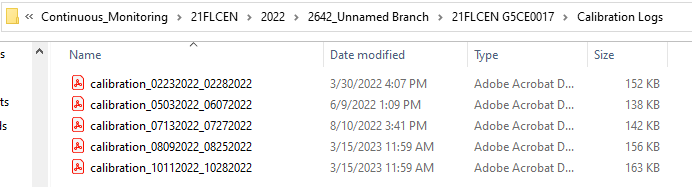 « Continuous_Monitoring > 21FLCEN > 2022 > 2642_Unnamed Branch > 21FLCEN G5CE0017 > Calibration Logs
Name Date modified Type Size
calibration_02232022_02282022 3/30/2022 4:07 PM Adobe Acrobat D... 152 KB
calibration_05032022_06072022 6/9/2022 1:09 PM Adobe Acrobat D... 138 KB
calibration_07132022_07272022 8/10/2022 3:41 PM Adobe Acrobat D... 142 KB
calibration_08092022_08252022 3/15/2023 11:59 AM Adobe Acrobat D... 156 KB
calibration_10112022_10282022 3/15/2023 11:59 AM Adobe Acrobat D... 163 KB